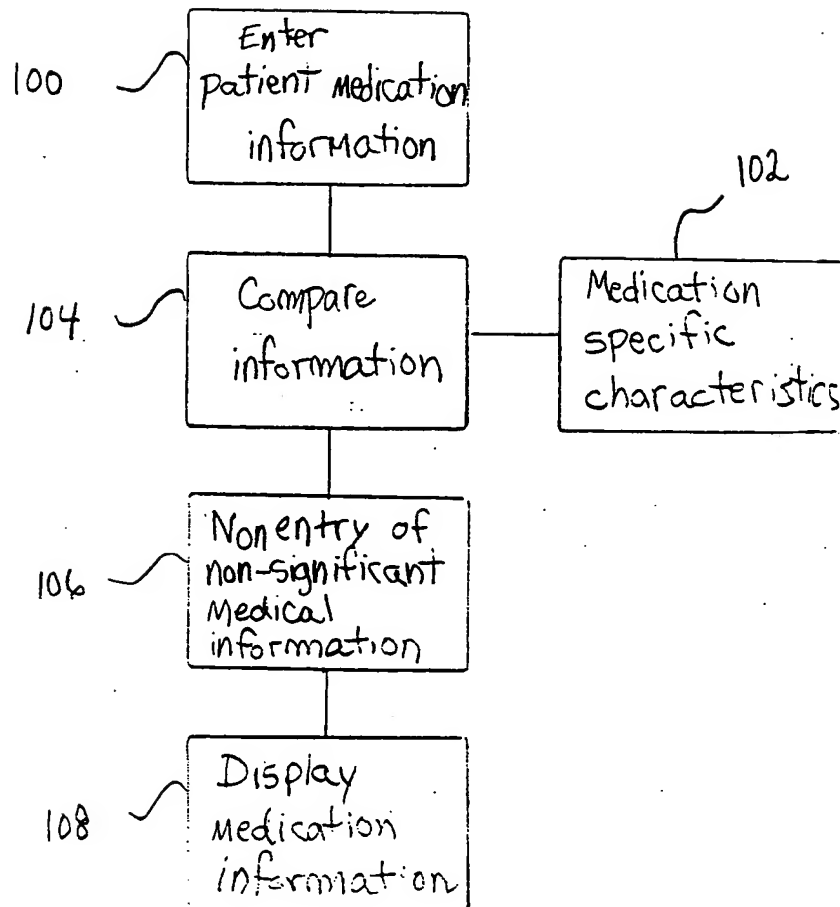 Enter
100
patient medication
information
102
Compare
104
information
Medication
specific
characteristics
Nonentry of
non-significant
106
Medical
information
Display
108
Medication
information